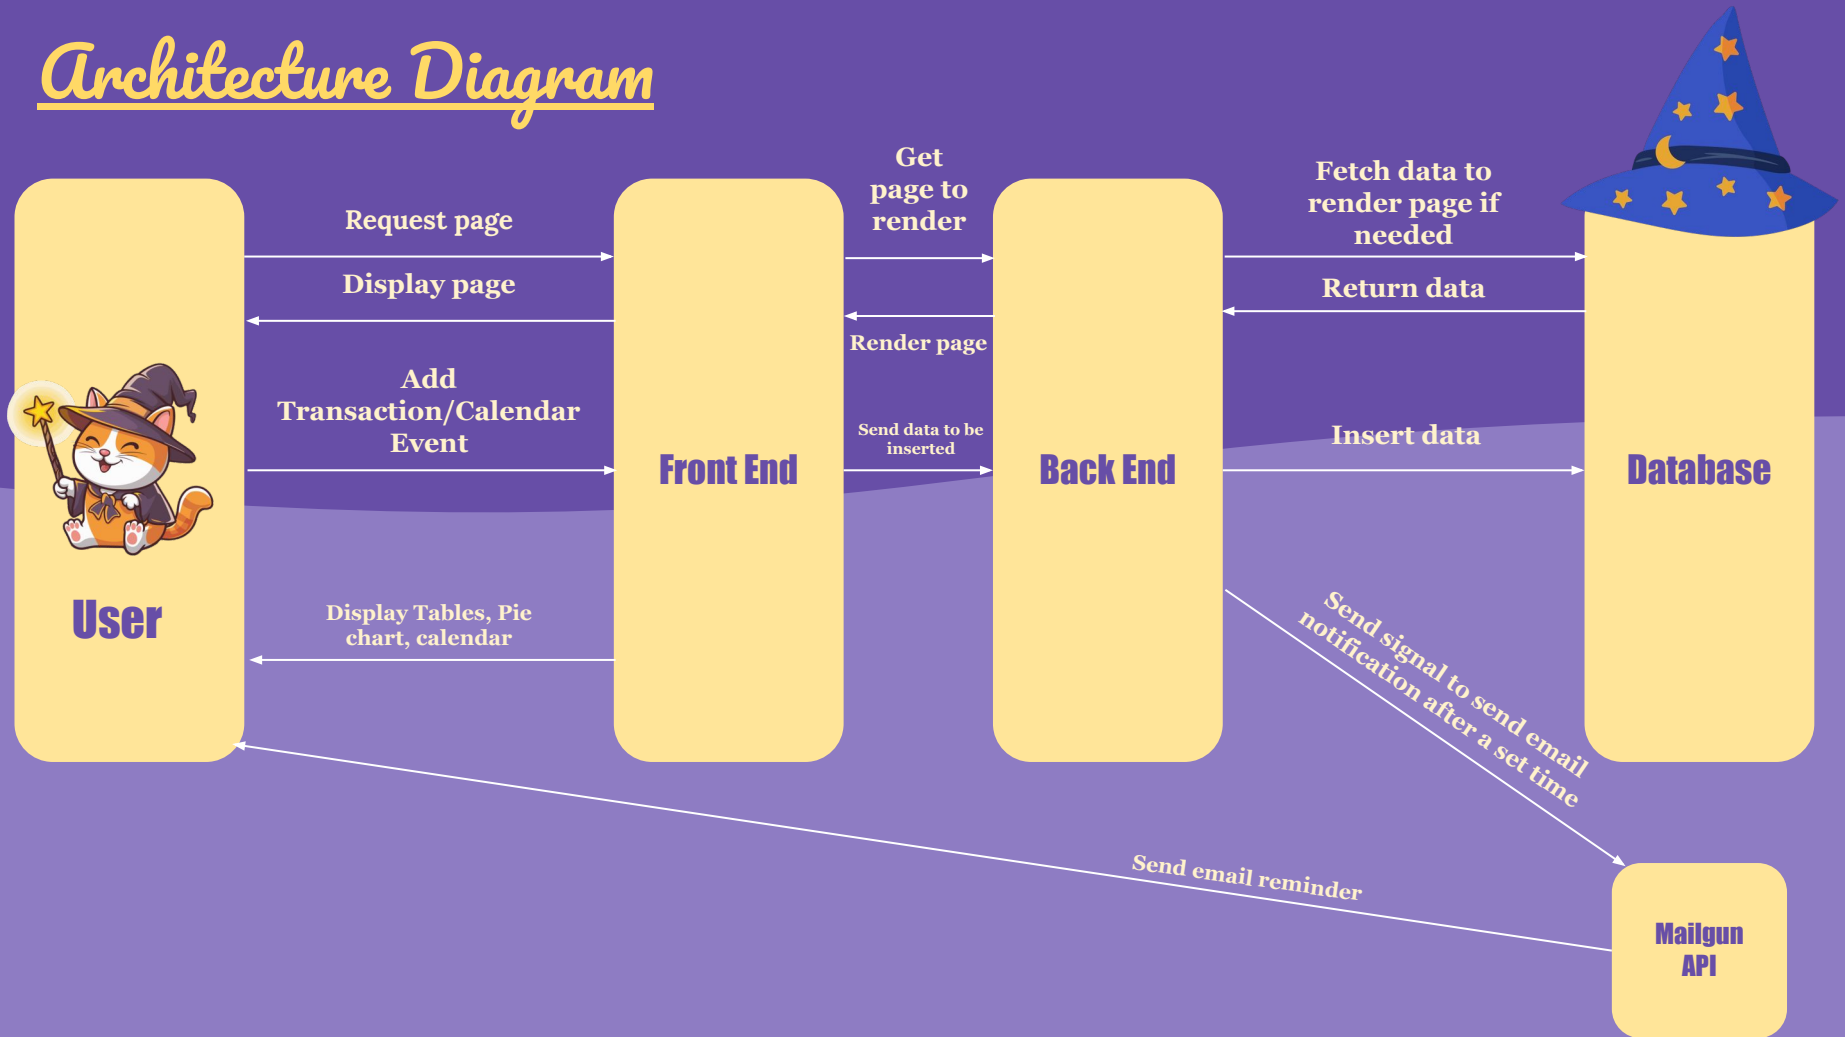 Architecture Diagram
Request page
Display page
Add
Transaction/Calendar
Event
Display Tables, Pie
chart, calendar
User
Front End
Get
page to
render
Render page
Send data to be
inserted
Back End
Fetch data to
render page if
needed
Return data
Insert data
Database
Send signal to send email
notification after a set time
Send email reminder
Mailgun
API